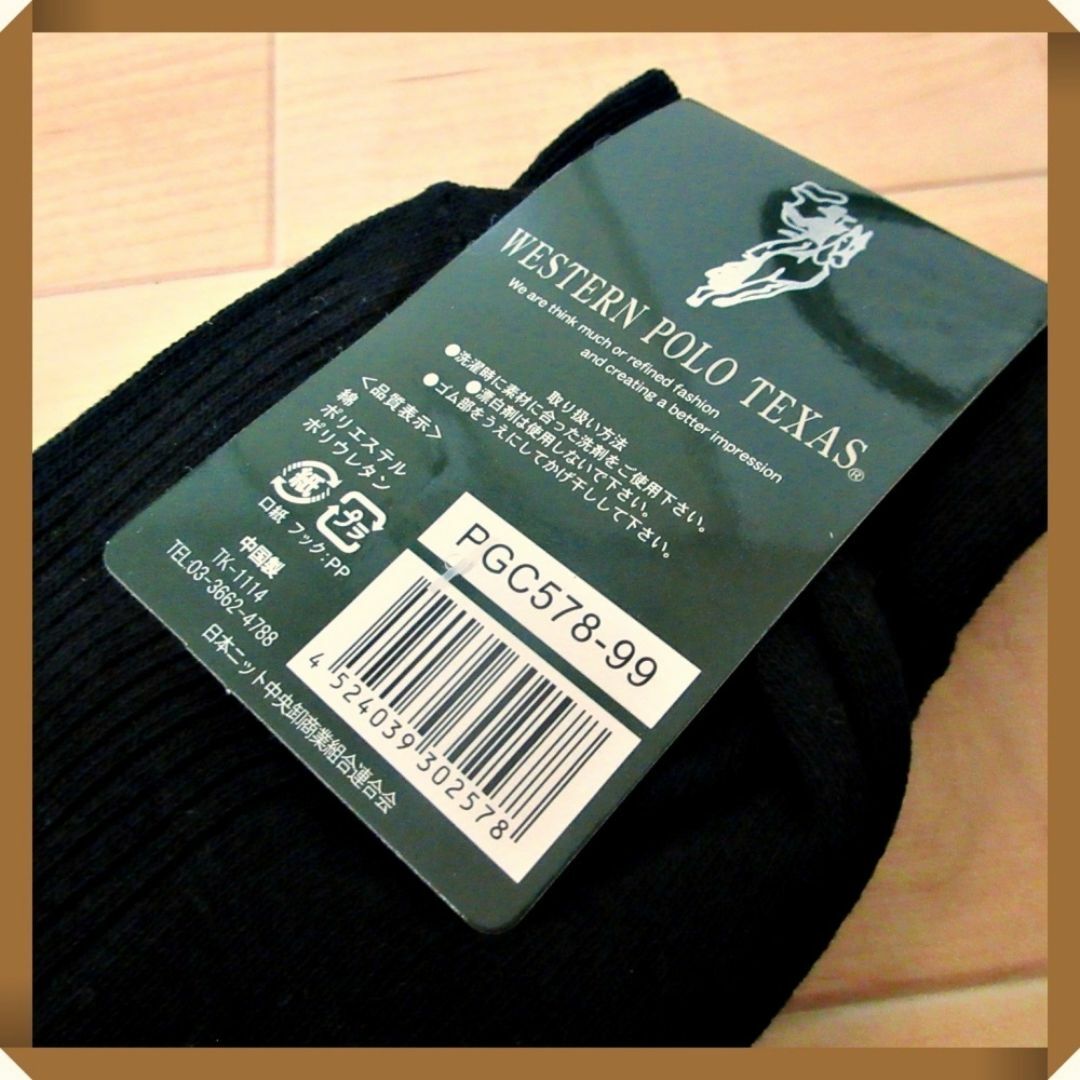 WESTERN POLO TEXAS®
We are think much or refined fashion
and creating a better impression
取り扱い方法
●洗濯時に素材に合った洗剤をご使用下さい。
●漂白剤は使用しないで下さい。
●ゴム部をうえにしてかげ干しして下さい。
<品質表示>
綿
ポリエステル
ポリウレタン
紙 プラ
口紙 フック:PP
中国製
TK-1114
TEL:03-3662-4788
日本ニット中央卸商業組合連合会
PGC578-99
4 524039 302578